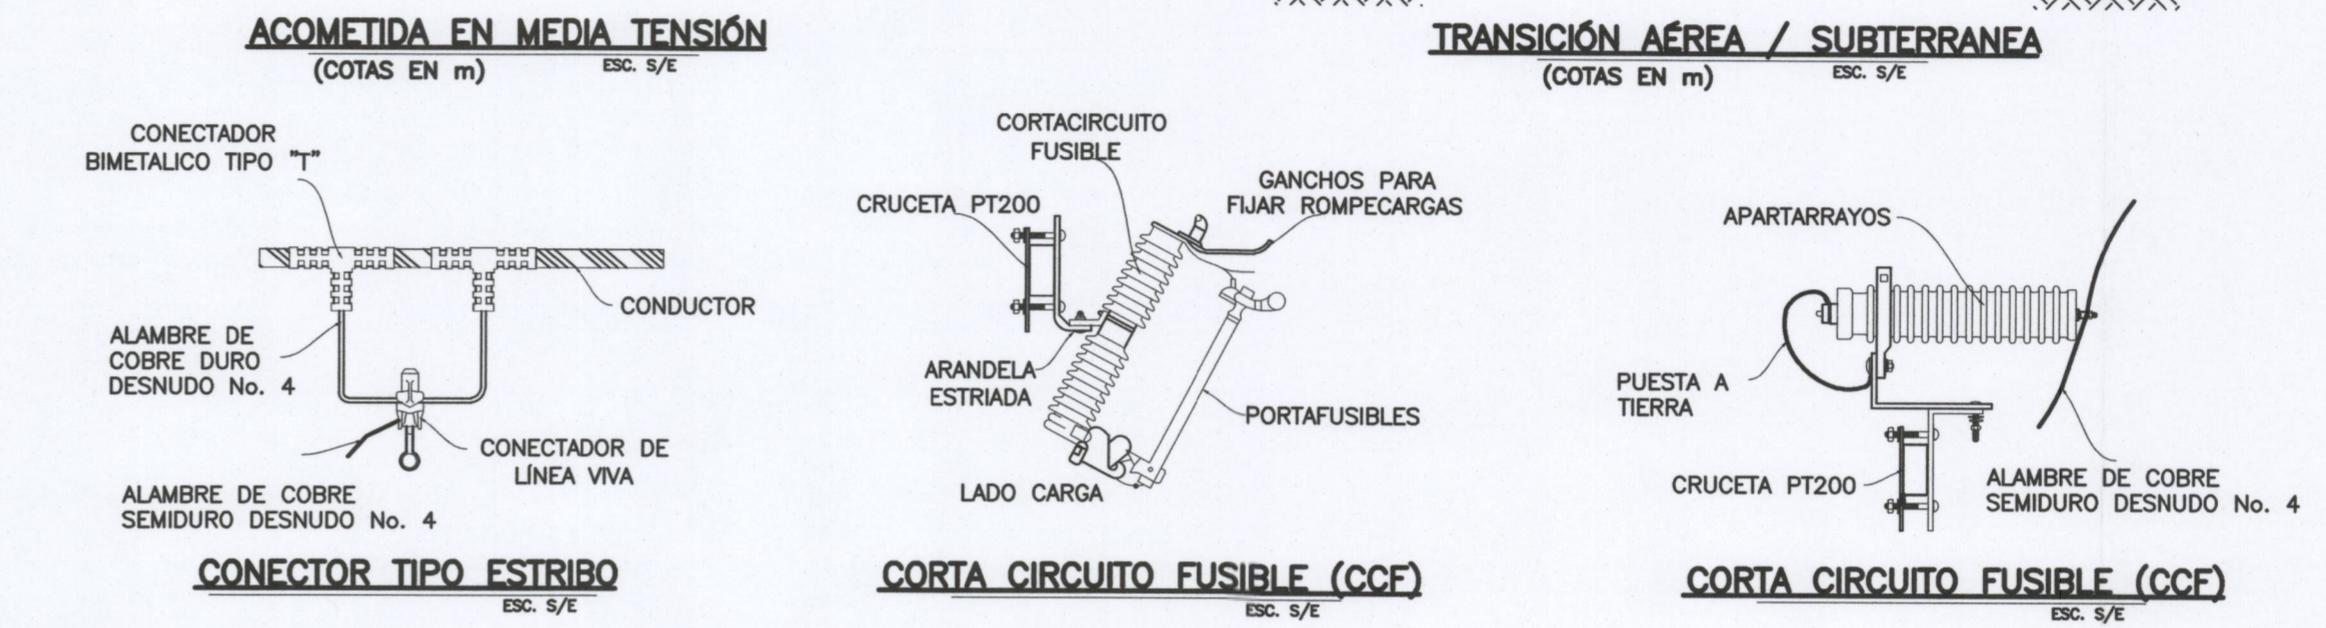 ACOMETIDA EN MEDIA TENSIÓN
(COTAS EN m)
ESC. S/E
TRANSICIÓN AÉREA / SUBTERRANEA
(COTAS EN m)
ESC. S/E
CONECTADOR
BIMETALICO TIPO "T"
CONDUCTOR
ALAMBRE DE
COBRE DURO
DESNUDO No. 4
CONECTADOR DE
LÍNEA VIVA
ALAMBRE DE COBRE
SEMIDURO DESNUDO No. 4
CONECTOR TIPO ESTRIBO
ESC. S/E
CORTACIRCUITO
FUSIBLE
CRUCETA PT200
GANCHOS PARA
FIJAR ROMPECARGAS
ARANDELA
ESTRIADA
PORTAFUSIBLES
LADO CARGA
CORTA CIRCUITO FUSIBLE (CCF)
ESC. S/E
APARTARRAYOS
PUESTA A
TIERRA
CRUCETA PT200
ALAMBRE DE COBRE
SEMIDURO DESNUDO No. 4
CORTA CIRCUITO FUSIBLE (CCF)
ESC. S/E